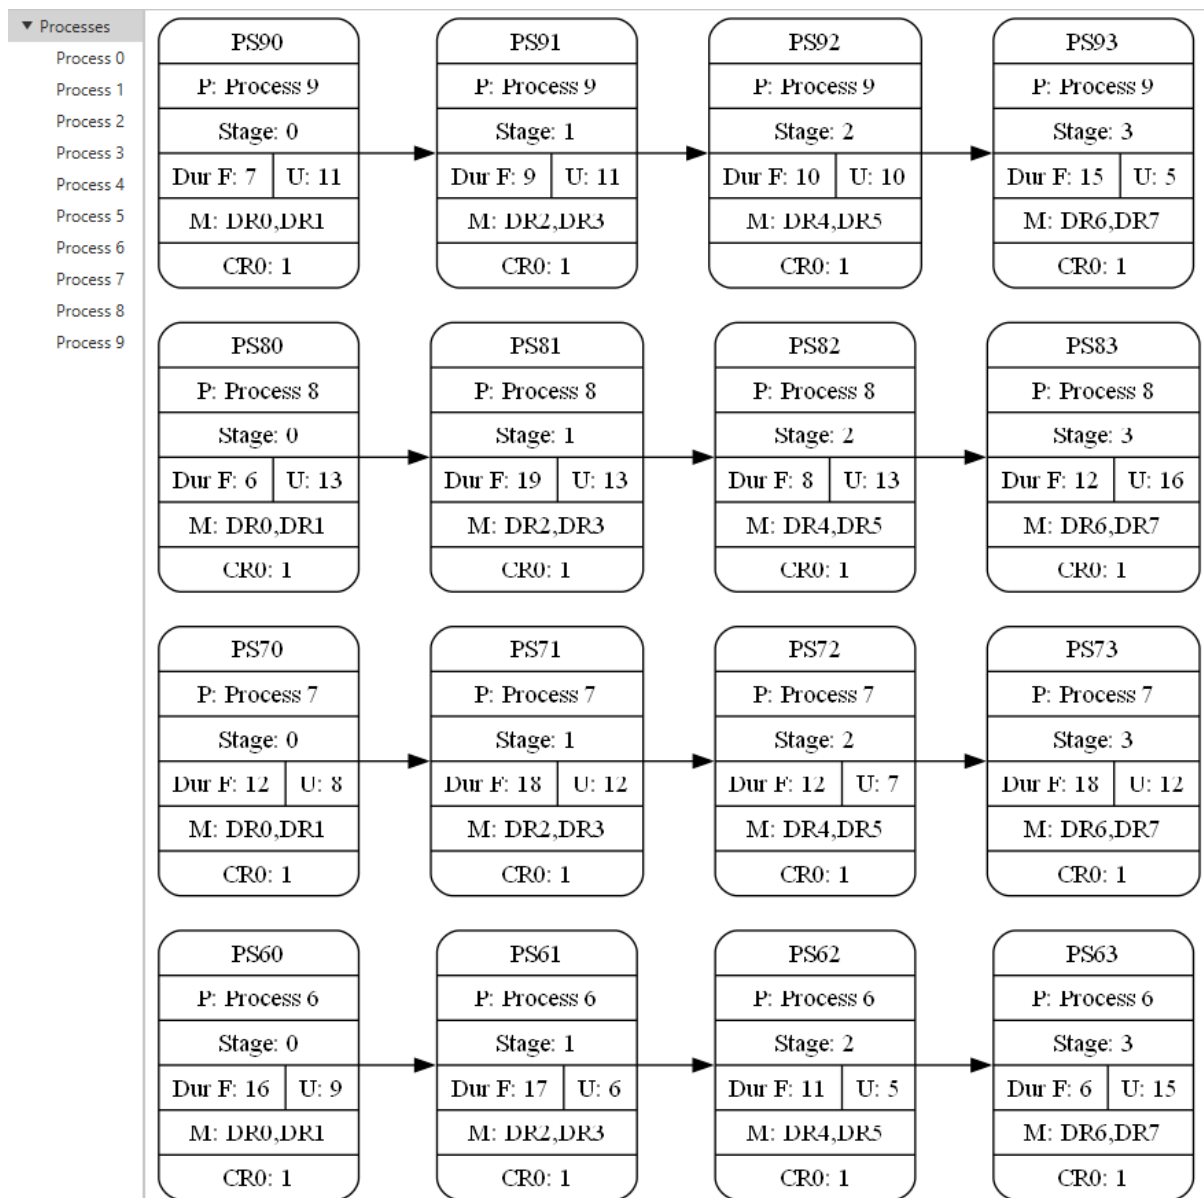 Processes
Process 0
Process 1
Process 2
Process 3
Process 4
Process 5
Process 6
Process 7
Process 8
Process 9
PS90
P: Process 9
Stage: 0
Dur F: 7 U: 11
M: DR0,DR1
CR0: 1
PS91
P: Process 9
Stage: 1
Dur F: 9 U: 11
M: DR2,DR3
CR0: 1
PS92
P: Process 9
Stage: 2
Dur F: 10 U: 10
M: DR4,DR5
CR0: 1
PS93
P: Process 9
Stage: 3
Dur F: 15 U: 5
M: DR6,DR7
CR0: 1
PS80
P: Process 8
Stage: 0
Dur F: 6 U: 13
M: DR0,DR1
CR0: 1
PS81
P: Process 8
Stage: 1
Dur F: 19 U: 13
M: DR2,DR3
CR0: 1
PS82
P: Process 8
Stage: 2
Dur F: 8 U: 13
M: DR4,DR5
CR0: 1
PS83
P: Process 8
Stage: 3
Dur F: 12 U: 16
M: DR6,DR7
CR0: 1
PS70
P: Process 7
Stage: 0
Dur F: 12 U: 8
M: DR0,DR1
CR0: 1
PS71
P: Process 7
Stage: 1
Dur F: 18 U: 12
M: DR2,DR3
CR0: 1
PS72
P: Process 7
Stage: 2
Dur F: 12 U: 7
M: DR4,DR5
CR0: 1
PS73
P: Process 7
Stage: 3
Dur F: 18 U: 12
M: DR6,DR7
CR0: 1
PS60
P: Process 6
Stage: 0
Dur F: 16 U: 9
M: DR0,DR1
CR0: 1
PS61
P: Process 6
Stage: 1
Dur F: 17 U: 6
M: DR2,DR3
CR0: 1
PS62
P: Process 6
Stage: 2
Dur F: 11 U: 5
M: DR4,DR5
CR0: 1
PS63
P: Process 6
Stage: 3
Dur F: 6 U: 15
M: DR6,DR7
CR0: 1